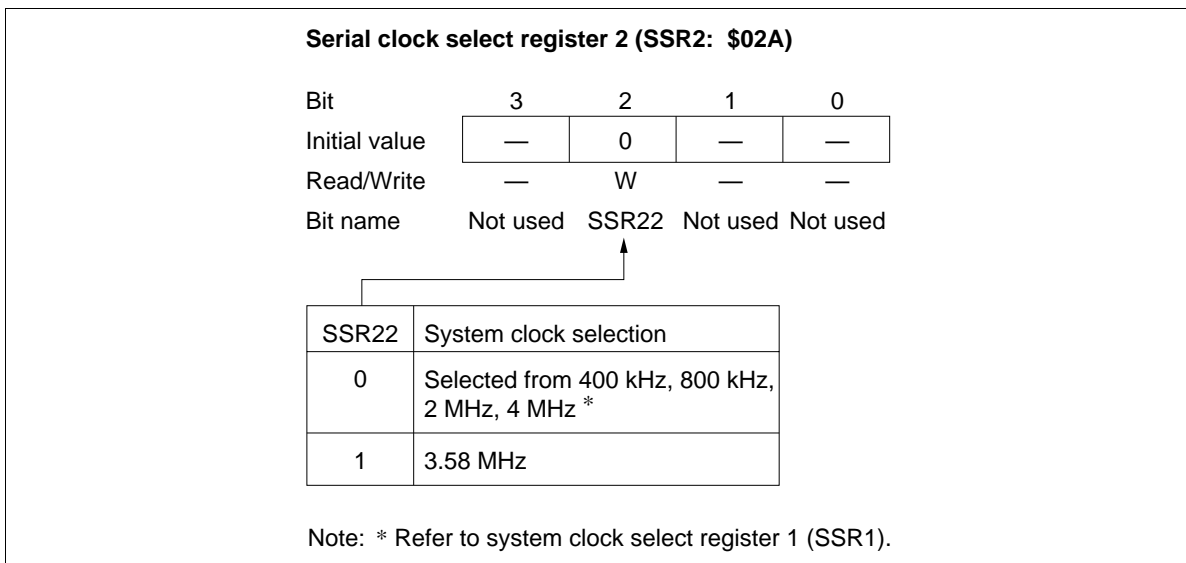 Serial clock select register 2 (SSR2: $02A)
Bit 3 2 1 0
Initial value — 0 — —
Read/Write — W — —
Bit name Not used SSR22 Not used Not used
SSR22 System clock selection
0 Selected from 400 kHz, 800 kHz,
2 MHz, 4 MHz *
1 3.58 MHz
Note: * Refer to system clock select register 1 (SSR1).